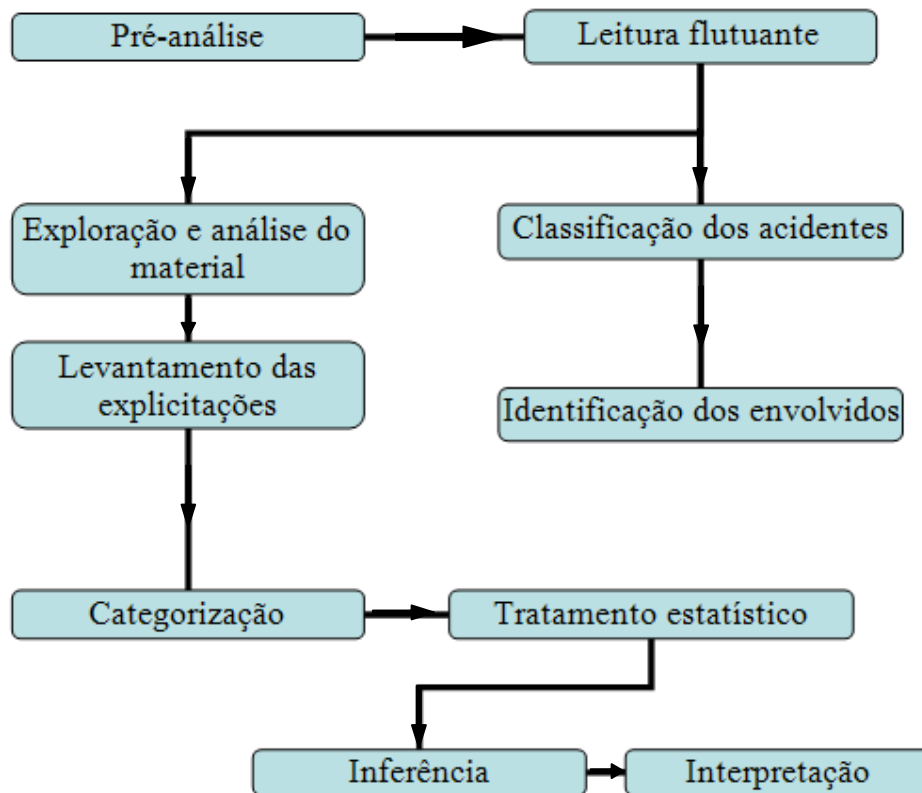 Pré-análise
Leitura flutuante
Exploração e análise do
material
Classificação dos acidentes
Levantamento das
explicitações
Identificação dos envolvidos
Categorização
Tratamento estatístico
Inferência
Interpretação